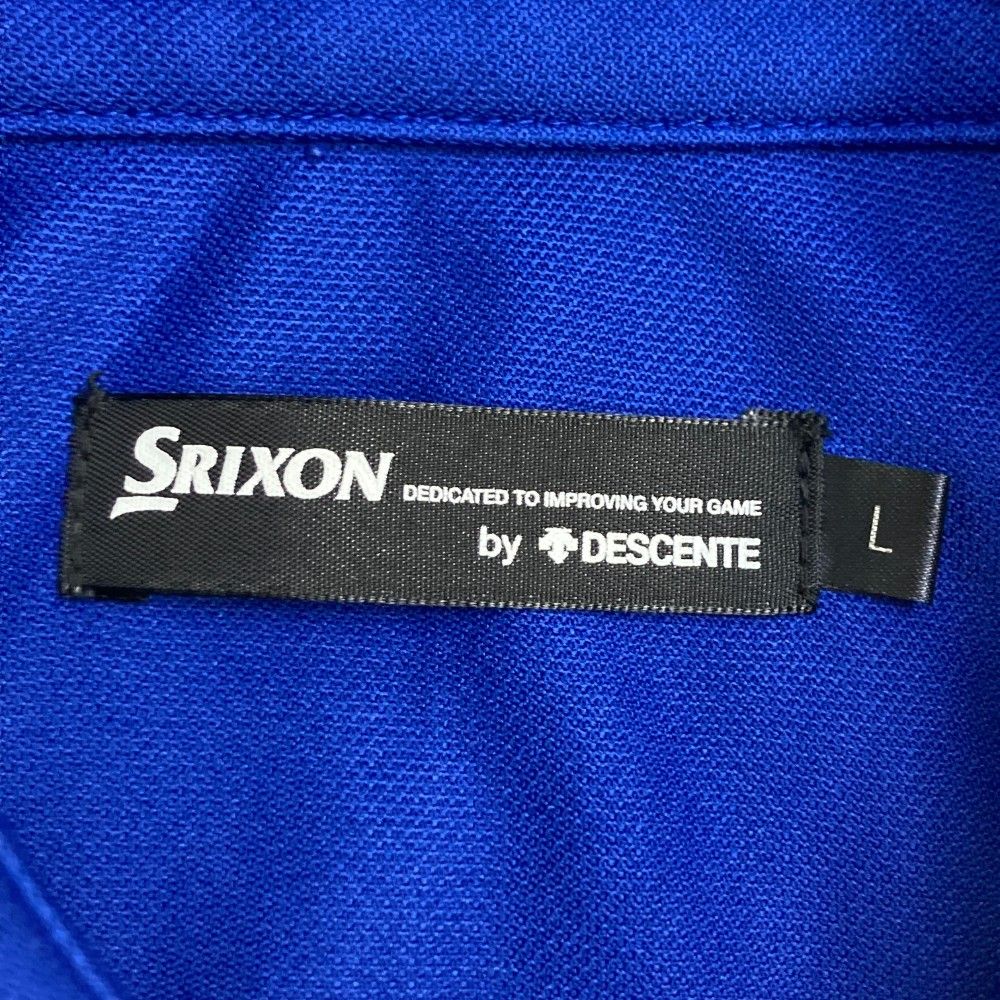 SRIXON DEDICATED TO IMPROVING YOUR GAME
by DESCENTE
L